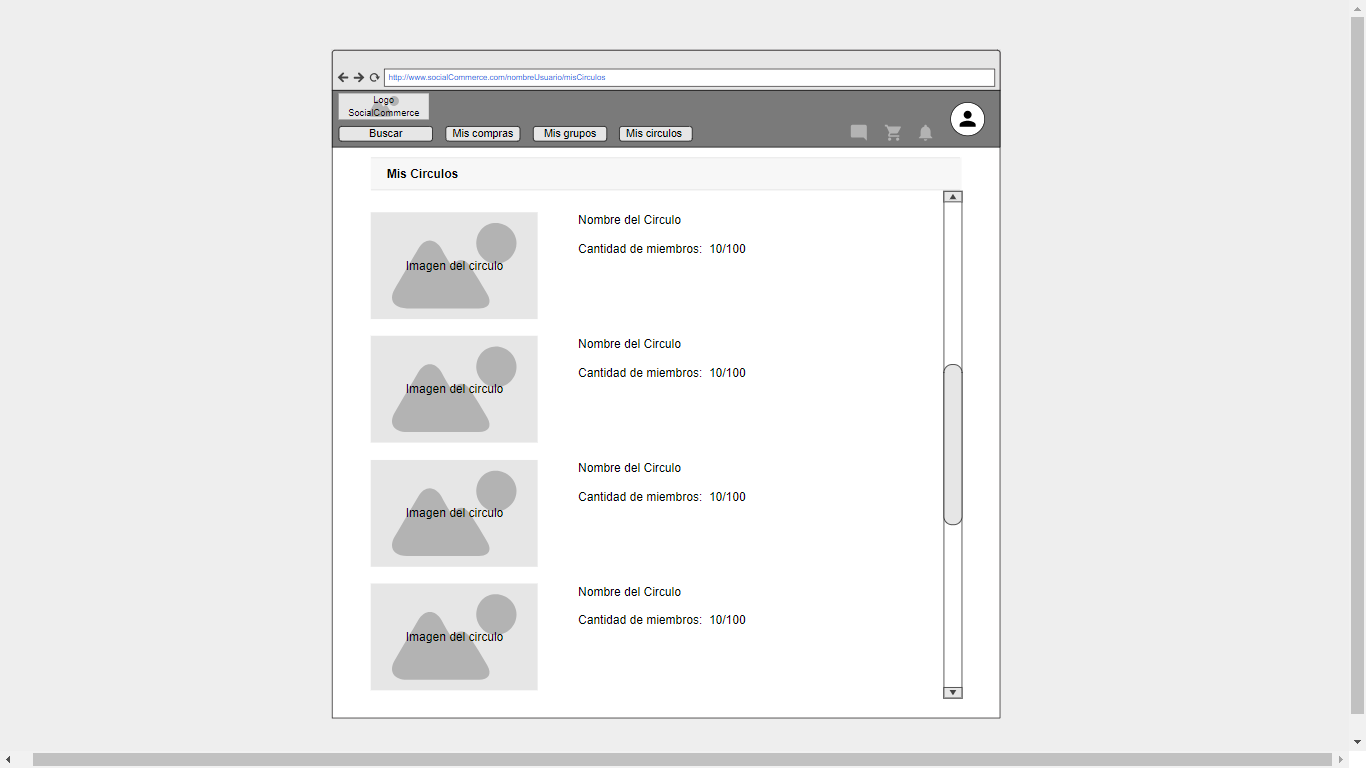 http://www.socialCommerce.com/nombreUsuario/misCirculos
Logo
SocialCommerce
Buscar
Mis compras
Mis grupos
Mis circulos
Mis Circulos
Nombre del Circulo
Imagen del circulo
Cantidad de miembros: 10/100
Nombre del Circulo
Imagen del circulo
Cantidad de miembros: 10/100
Nombre del Circulo
Imagen del circulo
Cantidad de miembros: 10/100
Nombre del Circulo
Imagen del circulo
Cantidad de miembros: 10/100